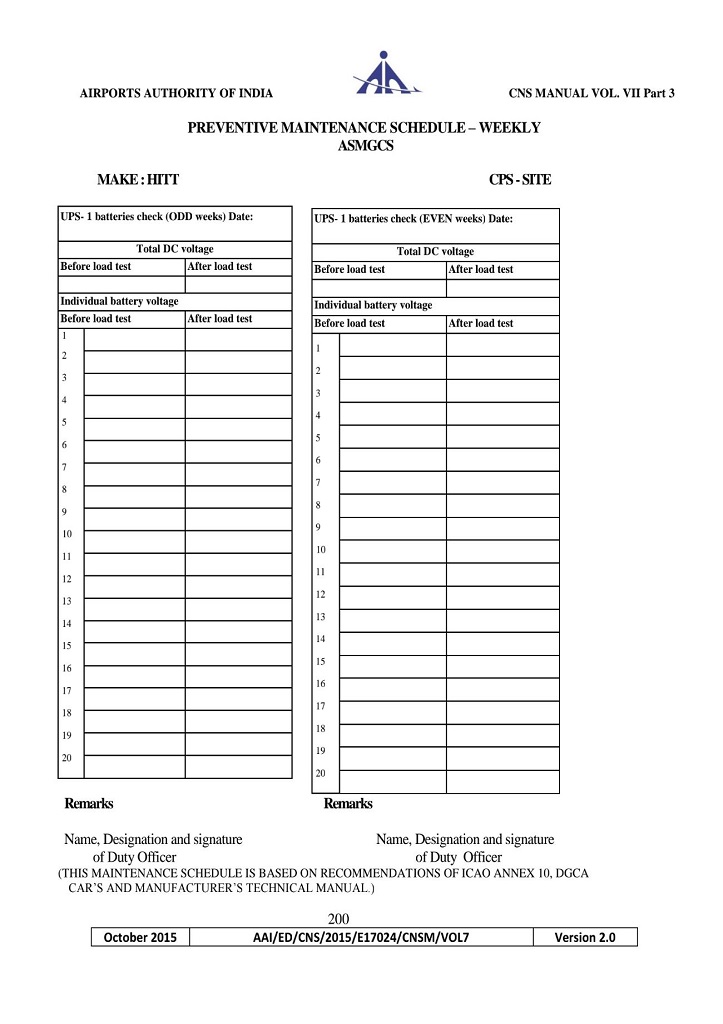 AIRPORTS AUTHORITY OF INDIA
CNS MANUAL VOL. VII Part 3
PREVENTIVE MAINTENANCE SCHEDULE – WEEKLY
ASMGCS
MAKE : HITT
CPS - SITE
UPS- 1 batteries check (ODD weeks) Date:
Total DC voltage
Before load test After load test
Individual battery voltage
Before load test After load test
1
2
3
4
5
6
7
8
9
10
11
12
13
14
15
16
17
18
19
20
Remarks
Name, Designation and signature
of Duty Officer
UPS- 1 batteries check (EVEN weeks) Date:
Total DC voltage
Before load test After load test
Individual battery voltage
Before load test After load test
1
2
3
4
5
6
7
8
9
10
11
12
13
14
15
16
17
18
19
20
Remarks
Name, Designation and signature
of Duty Officer
(THIS MAINTENANCE SCHEDULE IS BASED ON RECOMMENDATIONS OF ICAO ANNEX 10, DGCA
CAR'S AND MANUFACTURER'S TECHNICAL MANUAL.)
200
October 2015 AAI/ED/CNS/2015/E17024/CNSM/VOL7 Version 2.0